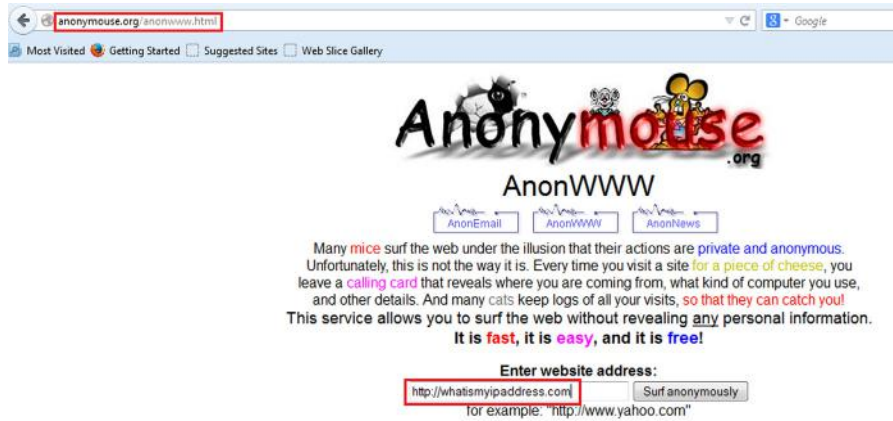 anonymouse.org/anonwww.html
Google
Most Visited Getting Started Suggested Sites Web Slice Gallery
Anonymouse
.org
AnonWWW
AnonEmail AnonWWW AnonNews
Many mice surf the web under the illusion that their actions are private and anonymous.
Unfortunately, this is not the way it is. Every time you visit a site for a piece of cheese, you
leave a calling card that reveals where you are coming from, what kind of computer you use,
and other details. And many cats keep logs of all your visits, so that they can catch you!
This service allows you to surf the web without revealing any personal information.
It is fast, it is easy, and it is free!
Enter website address:
http://whatismyipaddress.com Surf anonymously
for example: "http://www.yahoo.com"